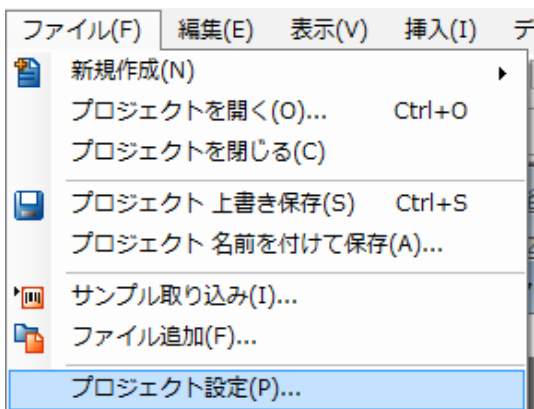 ファイル(F) 編集(E) 表示(V) 挿入(I) デ
新規作成(N)
プロジェクトを開く(O)... Ctrl+O
プロジェクトを閉じる(C)
プロジェクト 上書き保存(S) Ctrl+S
プロジェクト 名前を付けて保存(A)...
サンプル取り込み(I)...
ファイル追加(F)...
プロジェクト設定(P)...